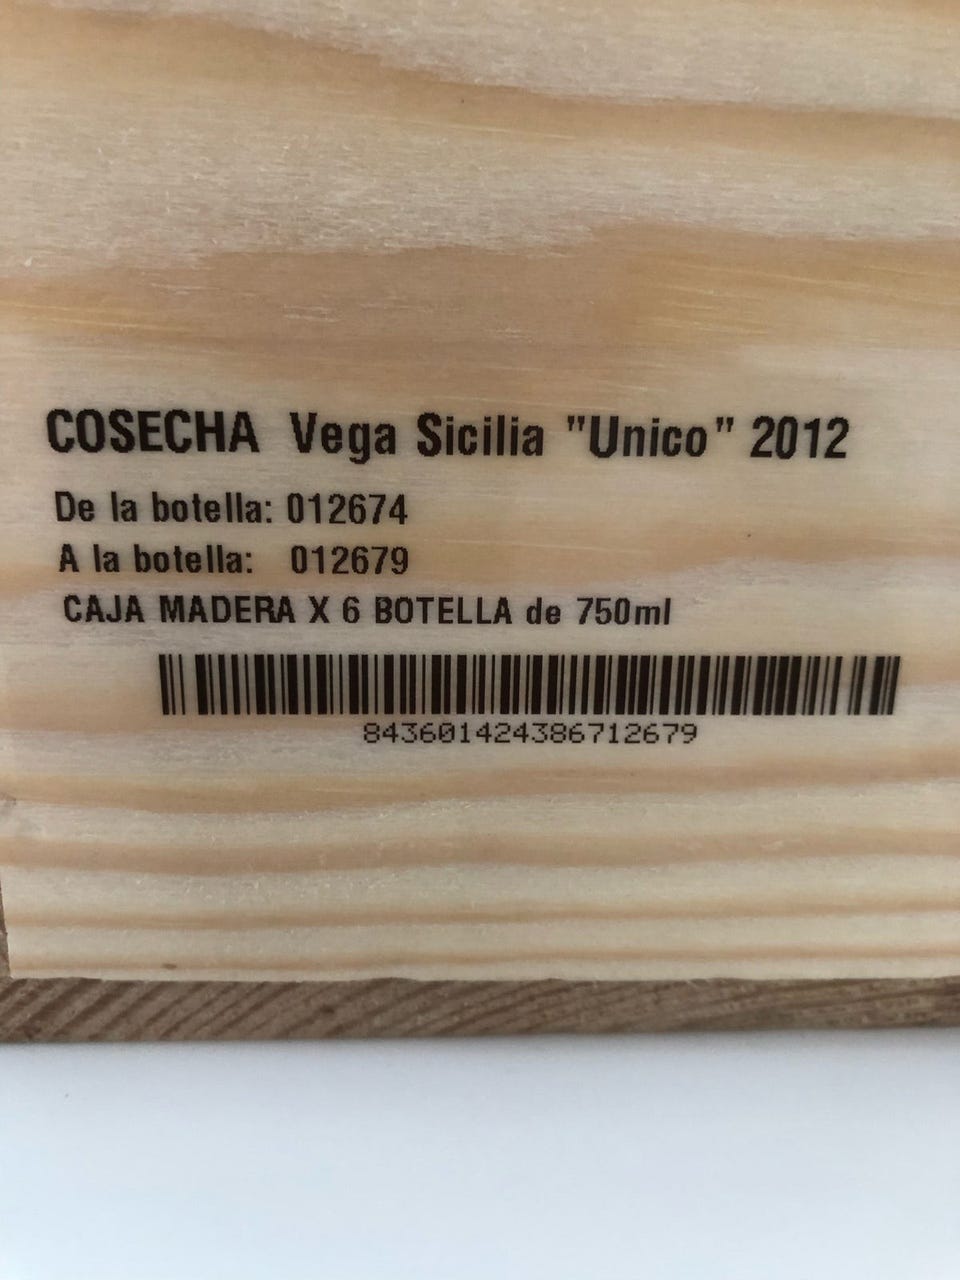 COSECHA Vega Sicilia "Unico" 2012
De la botella: 012674
A la botella: 012679
CAJA MADERA X 6 BOTELLA de 750ml
843601424386712679